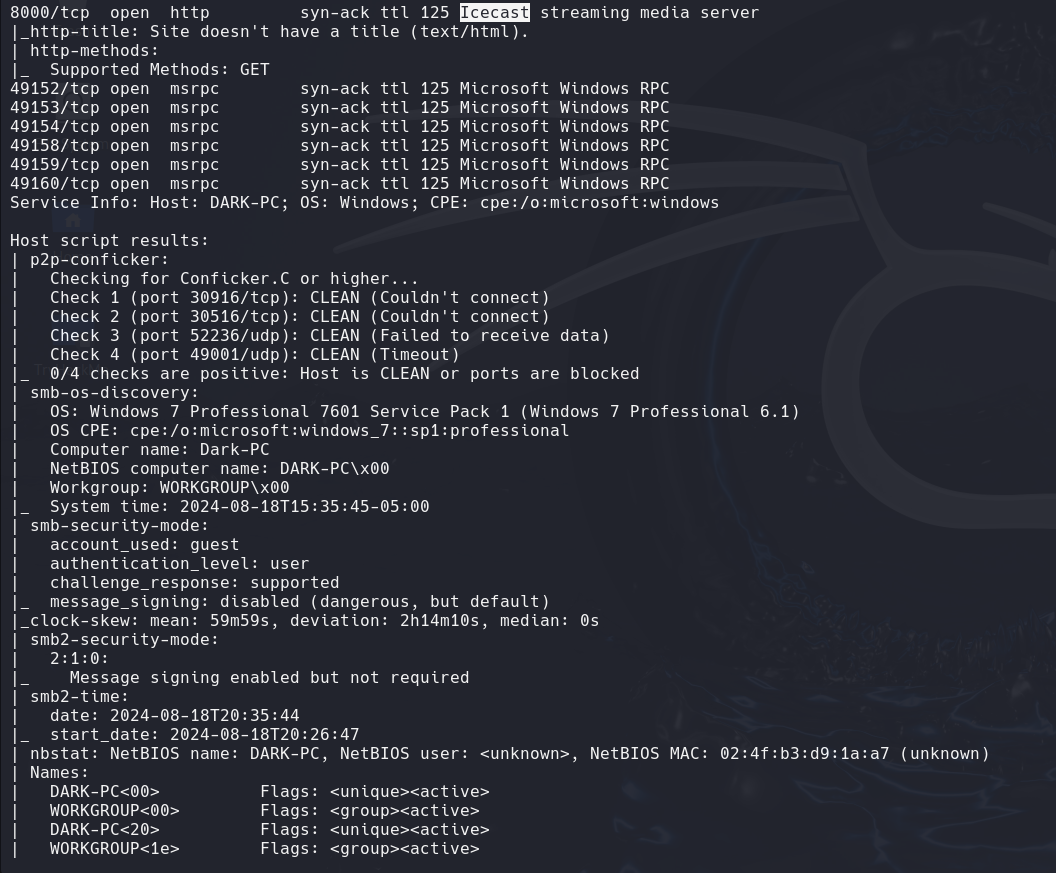 8000/tcp  open  http         syn-ack ttl 125 Icecast streaming media server
|_http-title: Site doesn't have a title (text/html).
| http-methods:
|_  Supported Methods: GET
49152/tcp open  msrpc        syn-ack ttl 125 Microsoft Windows RPC
49153/tcp open  msrpc        syn-ack ttl 125 Microsoft Windows RPC
49154/tcp open  msrpc        syn-ack ttl 125 Microsoft Windows RPC
49158/tcp open  msrpc        syn-ack ttl 125 Microsoft Windows RPC
49159/tcp open  msrpc        syn-ack ttl 125 Microsoft Windows RPC
49160/tcp open  msrpc        syn-ack ttl 125 Microsoft Windows RPC
Service Info: Host: DARK-PC; OS: Windows; CPE: cpe:/o:microsoft:windows

Host script results:
| p2p-conficker:
|   Checking for Conficker.C or higher...
|   Check 1 (port 30916/tcp): CLEAN (Couldn't connect)
|   Check 2 (port 30516/tcp): CLEAN (Couldn't connect)
|   Check 3 (port 52236/udp): CLEAN (Failed to receive data)
|   Check 4 (port 49001/udp): CLEAN (Timeout)
|_  0/4 checks are positive: Host is CLEAN or ports are blocked
| smb-os-discovery:
|   OS: Windows 7 Professional 7601 Service Pack 1 (Windows 7 Professional 6.1)
|   OS CPE: cpe:/o:microsoft:windows_7::sp1:professional
|   Computer name: Dark-PC
|   NetBIOS computer name: DARK-PC\x00
|   Workgroup: WORKGROUP\x00
|_  System time: 2024-08-18T15:35:45-05:00
| smb-security-mode:
|   account_used: guest
|   authentication_level: user
|   challenge_response: supported
|_  message_signing: disabled (dangerous, but default)
|_clock-skew: mean: 59m59s, deviation: 2h14m10s, median: 0s
| smb2-security-mode:
|   2:1:0:
|_    Message signing enabled but not required
| smb2-time:
|   date: 2024-08-18T20:35:44
|_  start_date: 2024-08-18T20:26:47
| nbstat: NetBIOS name: DARK-PC, NetBIOS user: <unknown>, NetBIOS MAC: 02:4f:b3:d9:1a:a7 (unknown)
| Names:
|   DARK-PC<00>          Flags: <unique><active>
|   WORKGROUP<00>        Flags: <group><active>
|   DARK-PC<20>          Flags: <unique><active>
|   WORKGROUP<1e>        Flags: <group><active>